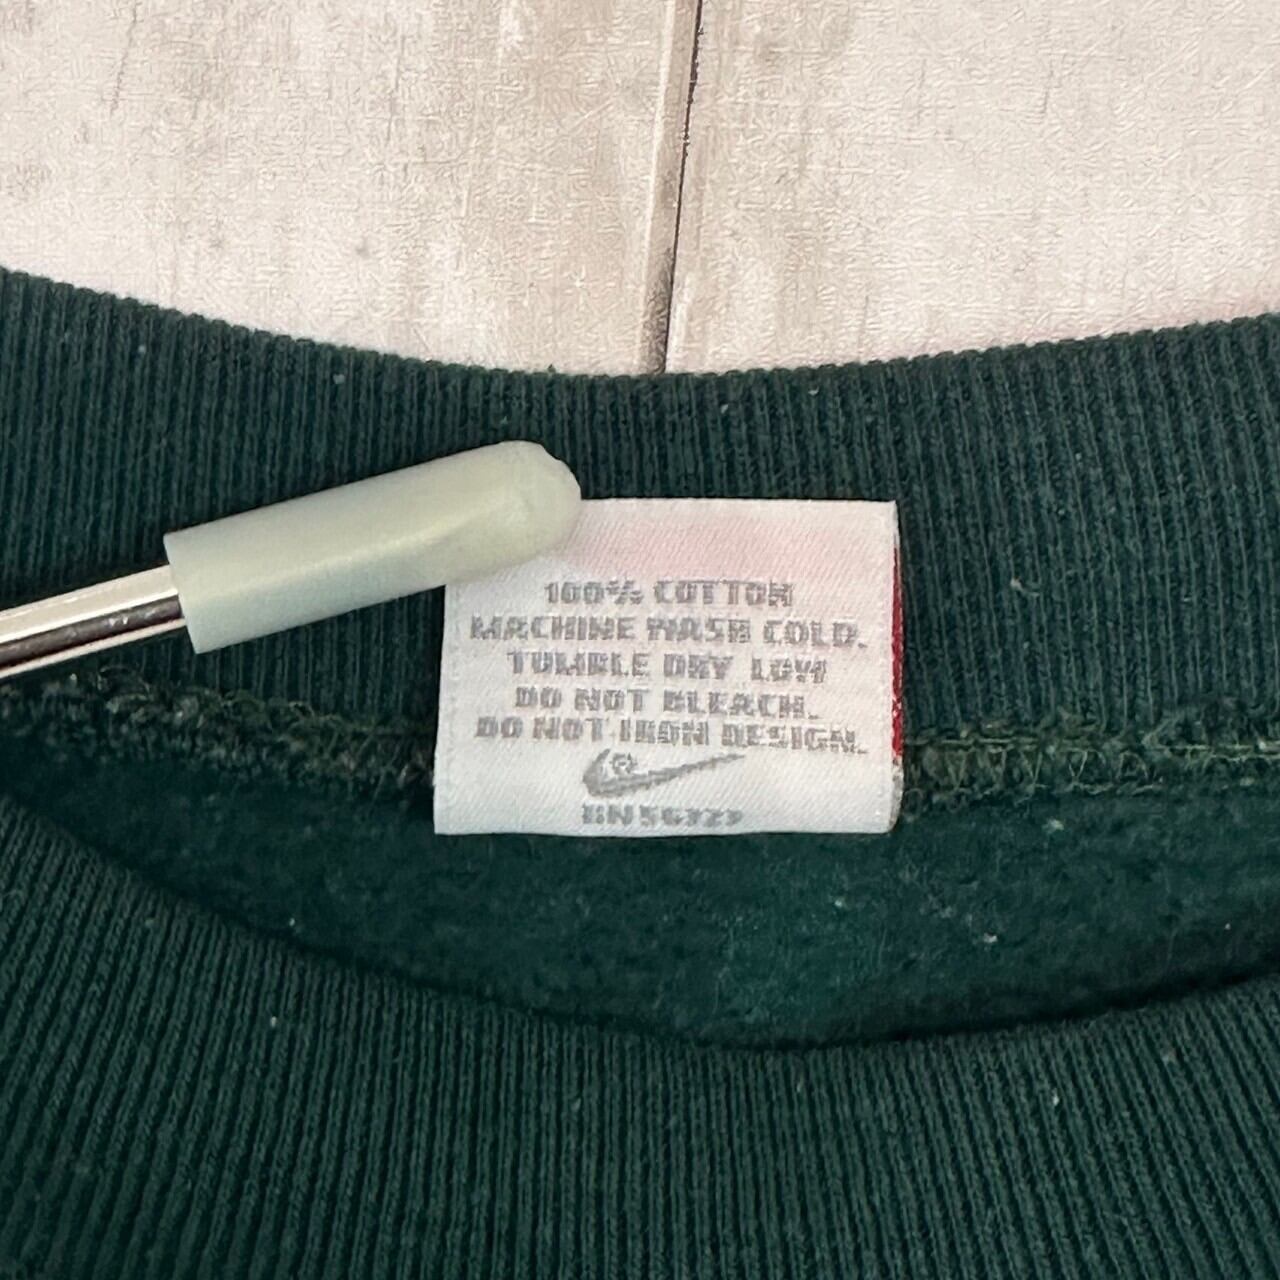 100% COTTON
MACHINE WASH COLD.
TUMBLE DRY LOW
DO NOT BLEACH.
DO NOT IRON DESIGN.
®